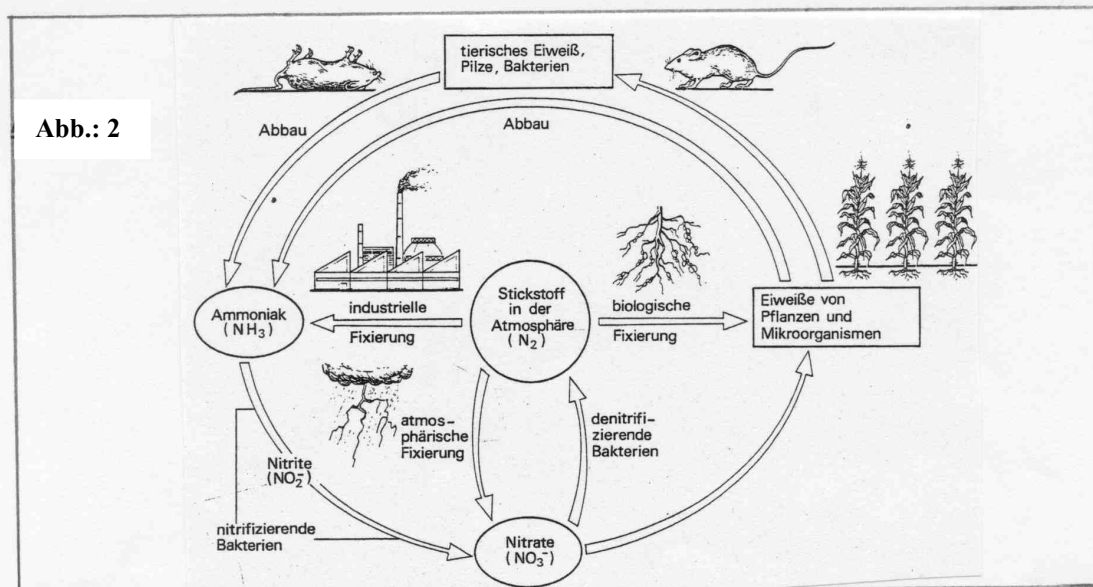 Abb.: 2
tierisches Eiweiß,
Pilze, Bakterien
Abbau
Abbau
Ammoniak
(NH₃)
industrielle
Fixierung
Stickstoff
in der
Atmosphäre
(N₂)
biologische
Fixierung
Eiweiße von
Pflanzen und
Mikroorganismen
atmos-
phärische
Fixierung
denitrifi-
zierende
Bakterien
Nitrite
(NO₂⁻)
nitrifizierende
Bakterien
Nitrate
(NO₃⁻)